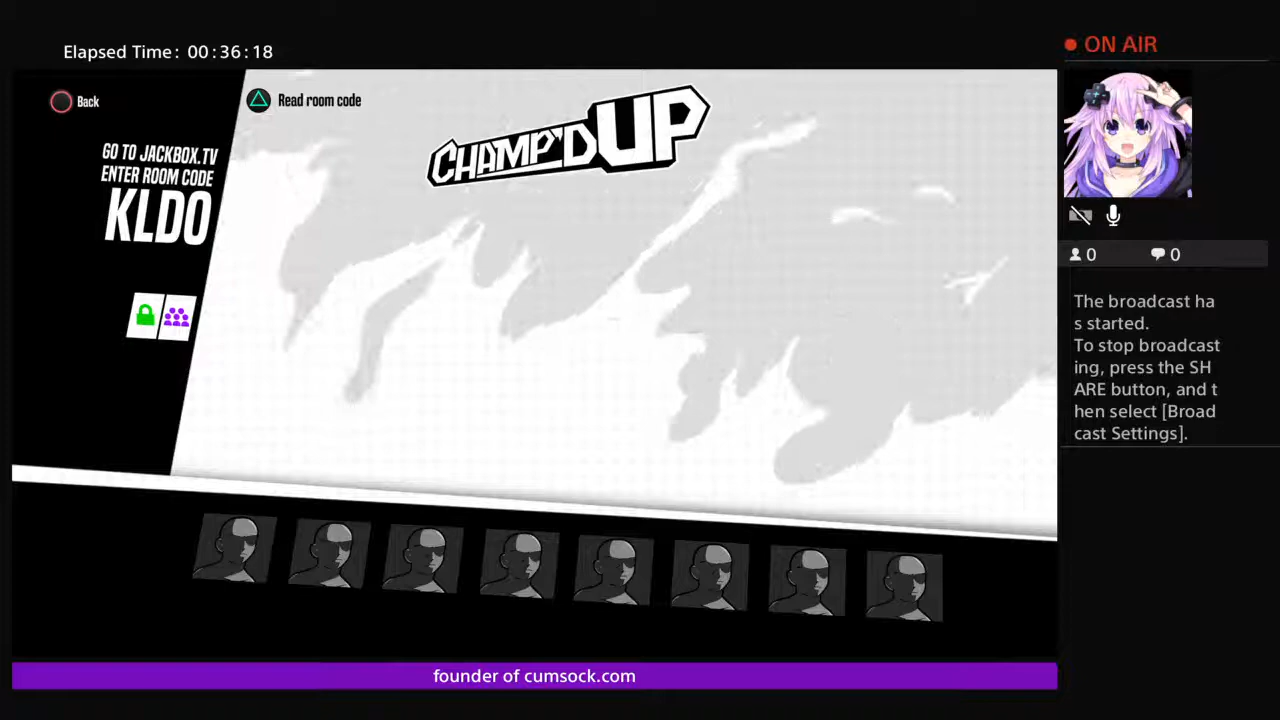 Elapsed Time: 00:36:18
ON AIR
Back
Read room code
CHAMP'D UP
GO TO JACKBOX.TV
ENTER ROOM CODE
KLDO
0
0
The broadcast ha
s started.
To stop broadcast
ing, press the SH
ARE button, and t
hen select [Broad
cast Settings].
founder of cumsock.com